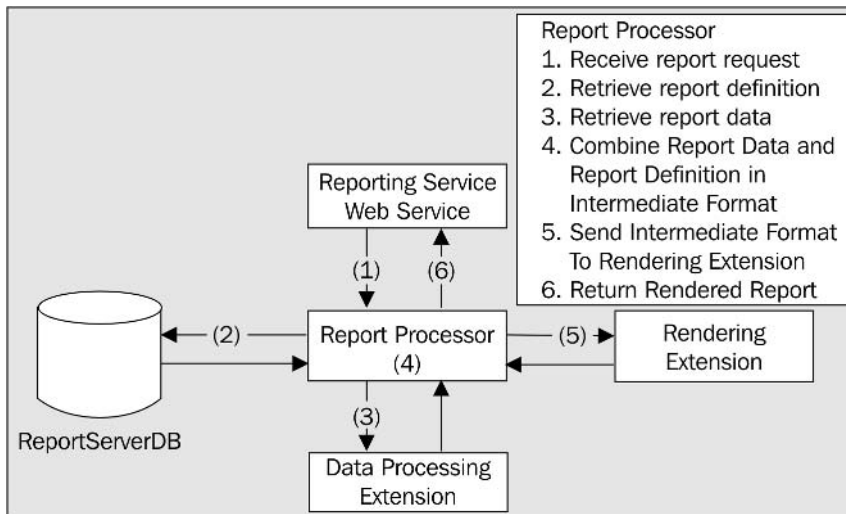 Report Processor
1. Receive report request
2. Retrieve report definition
3. Retrieve report data
4. Combine Report Data and
Report Definition in
Intermediate Format
5. Send Intermediate Format
To Rendering Extension
6. Return Rendered Report
Reporting Service
Web Service
(1)
(6)
(2)
Report Processor
(4)
(5)
Rendering
Extension
(3)
ReportServerDB
Data Processing
Extension